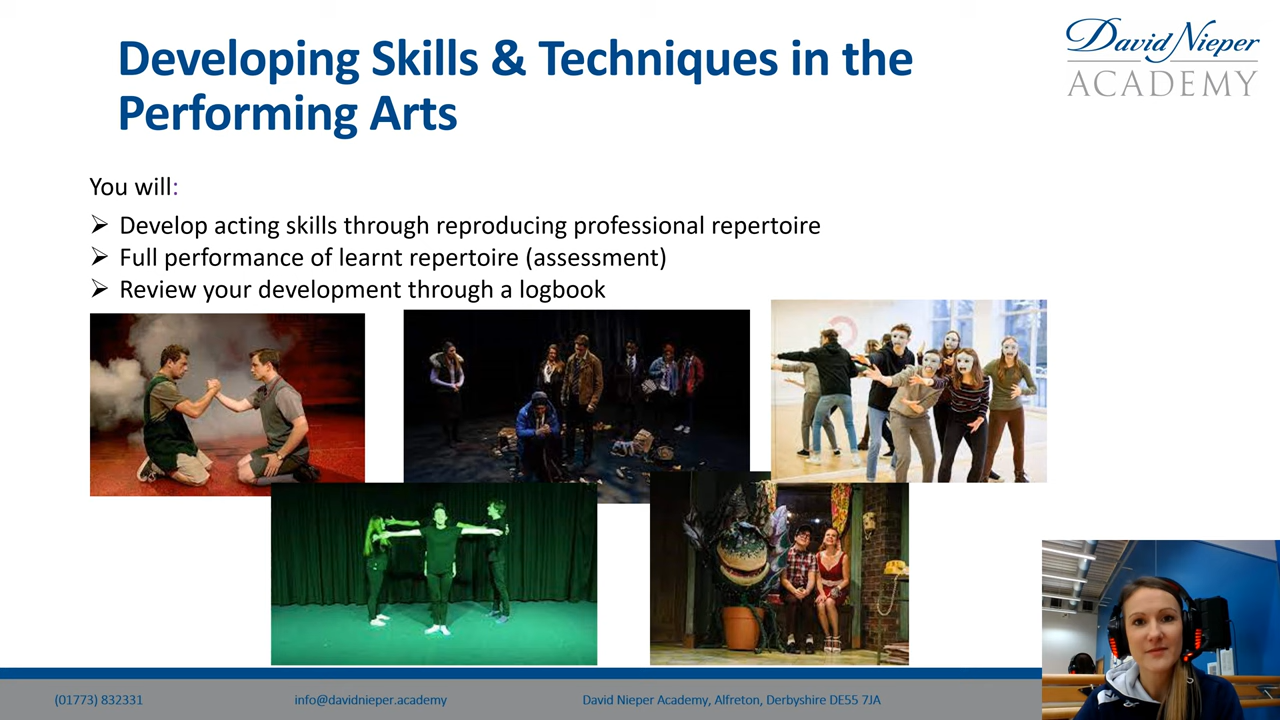 Developing Skills & Techniques in the
Performing Arts
David Nieper
ACADEMY
You will:
➢ Develop acting skills through reproducing professional repertoire
➢ Full performance of learnt repertoire (assessment)
➢ Review your development through a logbook
(01773) 832331 info@davidnieper.academy David Nieper Academy, Alfreton, Derbyshire DE55 7JA